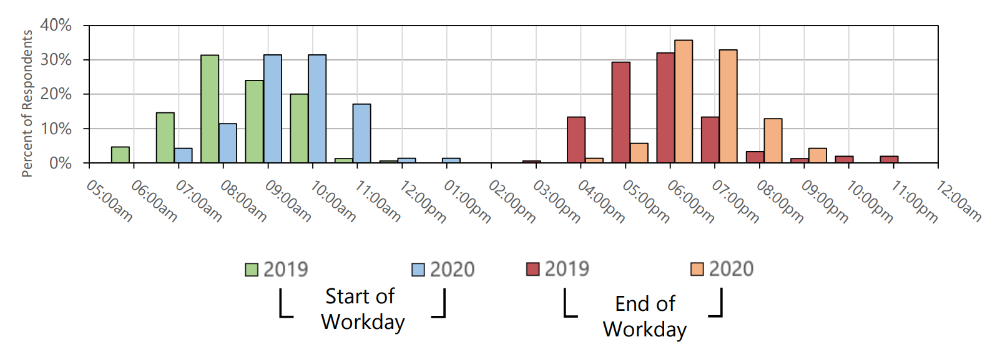 Percent of Respondents
40%
30%
20%
10%
0%
05:00am
06:00am
07:00am
08:00am
09:00am
10:00am
11:00am
12:00pm
01:00pm
02:00pm
03:00pm
04:00pm
05:00pm
06:00pm
07:00pm
08:00pm
09:00pm
10:00pm
11:00pm
12:00am
2019
2020
2019
2020
Start of
Workday
End of
Workday